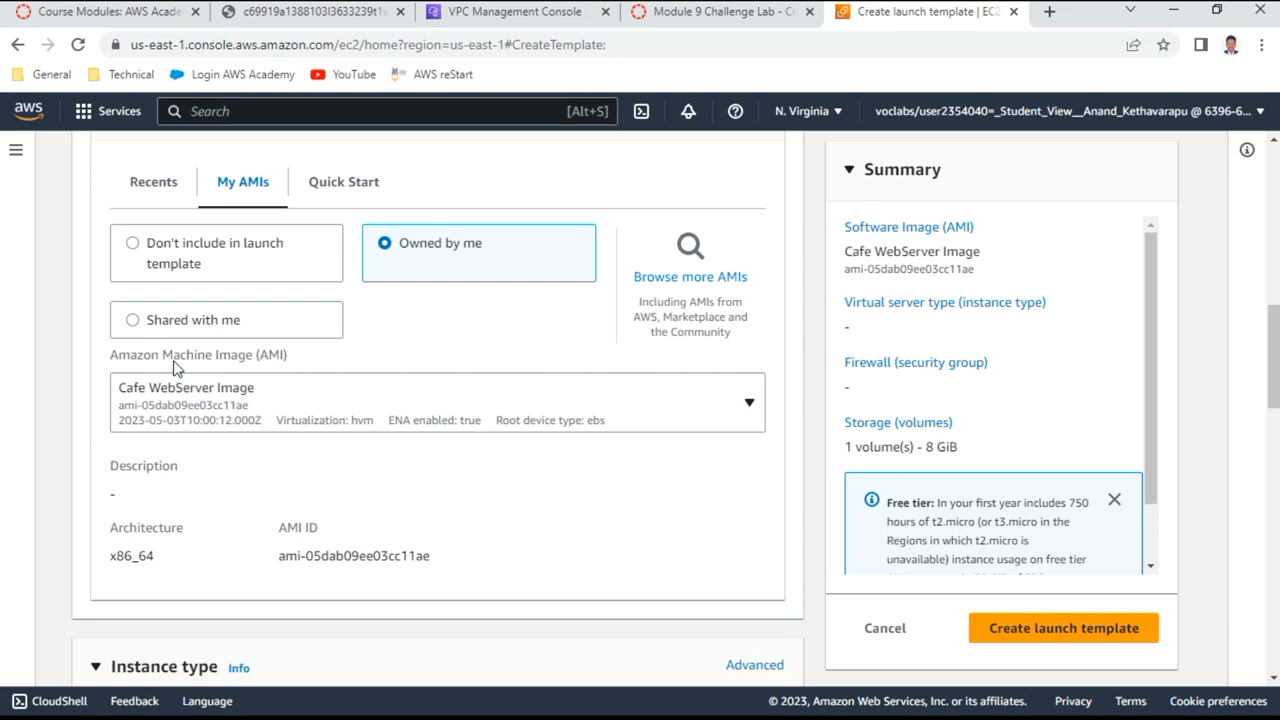 Course Modules: AWS Acade
c69919a1388103l3633239t1w
VPC Management Console
Module 9 Challenge Lab - Cr
Create launch template | EC2
us-east-1.console.aws.amazon.com/ec2/home?region=us-east-1#CreateTemplate:
General
Technical
Login AWS Academy
YouTube
AWS reStart
aws
Services
Search
[Alt+S]
N. Virginia
voclabs/user2354040=_Student_View__Anand_Kethavarapu @ 6396-6...
Recents
My AMIs
Quick Start
Don't include in launch
template
Owned by me
Shared with me
Browse more AMIs
Including AMIs from
AWS, Marketplace and
the Community
Amazon Machine Image (AMI)
Cafe WebServer Image
ami-05dab09ee03cc11ae
2023-05-03T10:00:12.000Z Virtualization: hvm ENA enabled: true Root device type: ebs
Description
-
Architecture
AMI ID
x86_64
ami-05dab09ee03cc11ae
Instance type
Info
Advanced
Summary
Software Image (AMI)
Cafe WebServer Image
ami-05dab09ee03cc11ae
Virtual server type (instance type)
-
Firewall (security group)
-
Storage (volumes)
1 volume(s) - 8 GiB
Free tier: In your first year includes 750
hours of t2.micro (or t3.micro in the
Regions in which t2.micro is
unavailable) instance usage on free tier
Cancel
Create launch template
CloudShell
Feedback
Language
© 2023, Amazon Web Services, Inc. or its affiliates.
Privacy
Terms
Cookie preferences